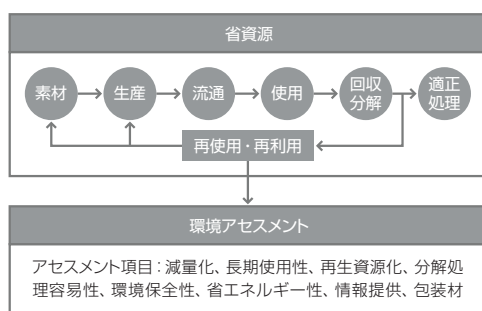 省資源
素材
生産
流通
使用
回収
分解
適正
処理
再使用・再利用
環境アセスメント
アセスメント項目：減量化、長期使用性、再生資源化、分解処
理容易性、環境保全性、省エネルギー性、情報提供、包装材